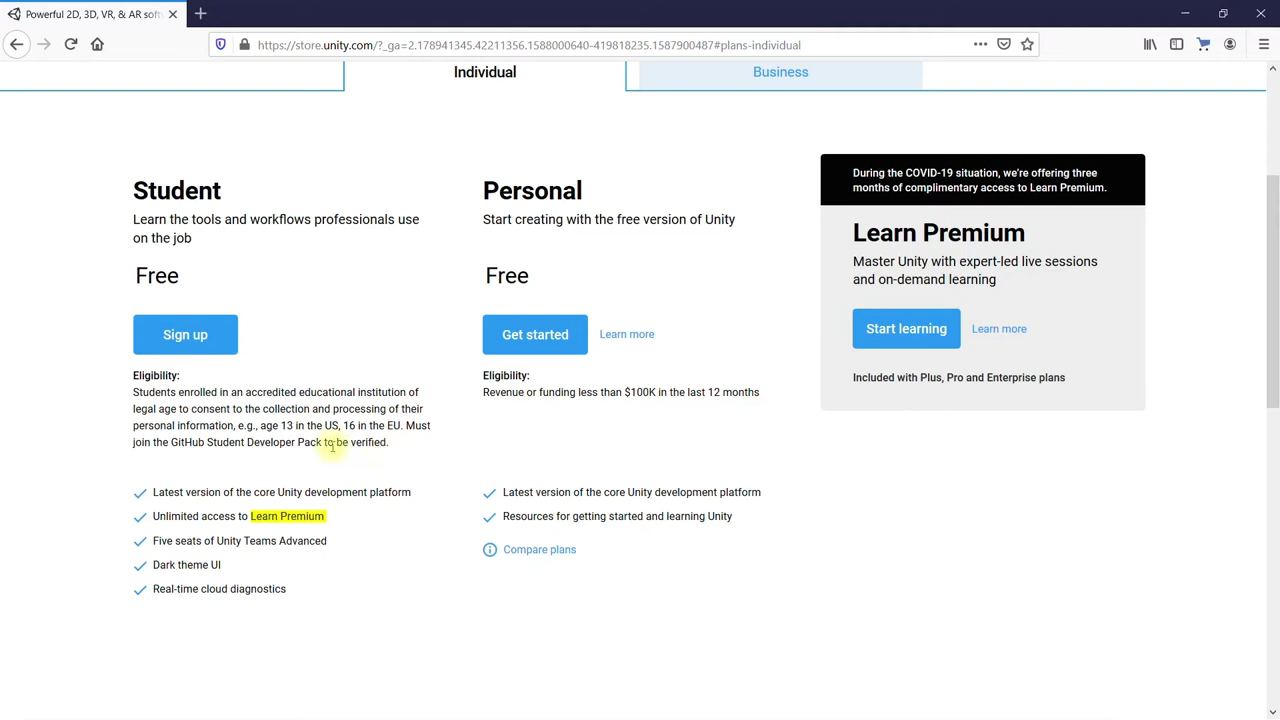 Powerful 2D, 3D, VR, & AR soft
https://store.unity.com/?_ga=2.178941345.42211356.1588000640-419818235.1587900487#plans-individual
Individual
Business
Student
Learn the tools and workflows professionals use
on the job
Free
Sign up
Eligibility:
Students enrolled in an accredited educational institution of
legal age to consent to the collection and processing of their
personal information, e.g., age 13 in the US, 16 in the EU. Must
join the GitHub Student Developer Pack to be verified.
Latest version of the core Unity development platform
Unlimited access to Learn Premium
Five seats of Unity Teams Advanced
Dark theme UI
Real-time cloud diagnostics
Personal
Start creating with the free version of Unity
Free
Get started
Learn more
Eligibility:
Revenue or funding less than $100K in the last 12 months
Latest version of the core Unity development platform
Resources for getting started and learning Unity
Compare plans
During the COVID-19 situation, we're offering three
months of complimentary access to Learn Premium.
Learn Premium
Master Unity with expert-led live sessions
and on-demand learning
Start learning
Learn more
Included with Plus, Pro and Enterprise plans